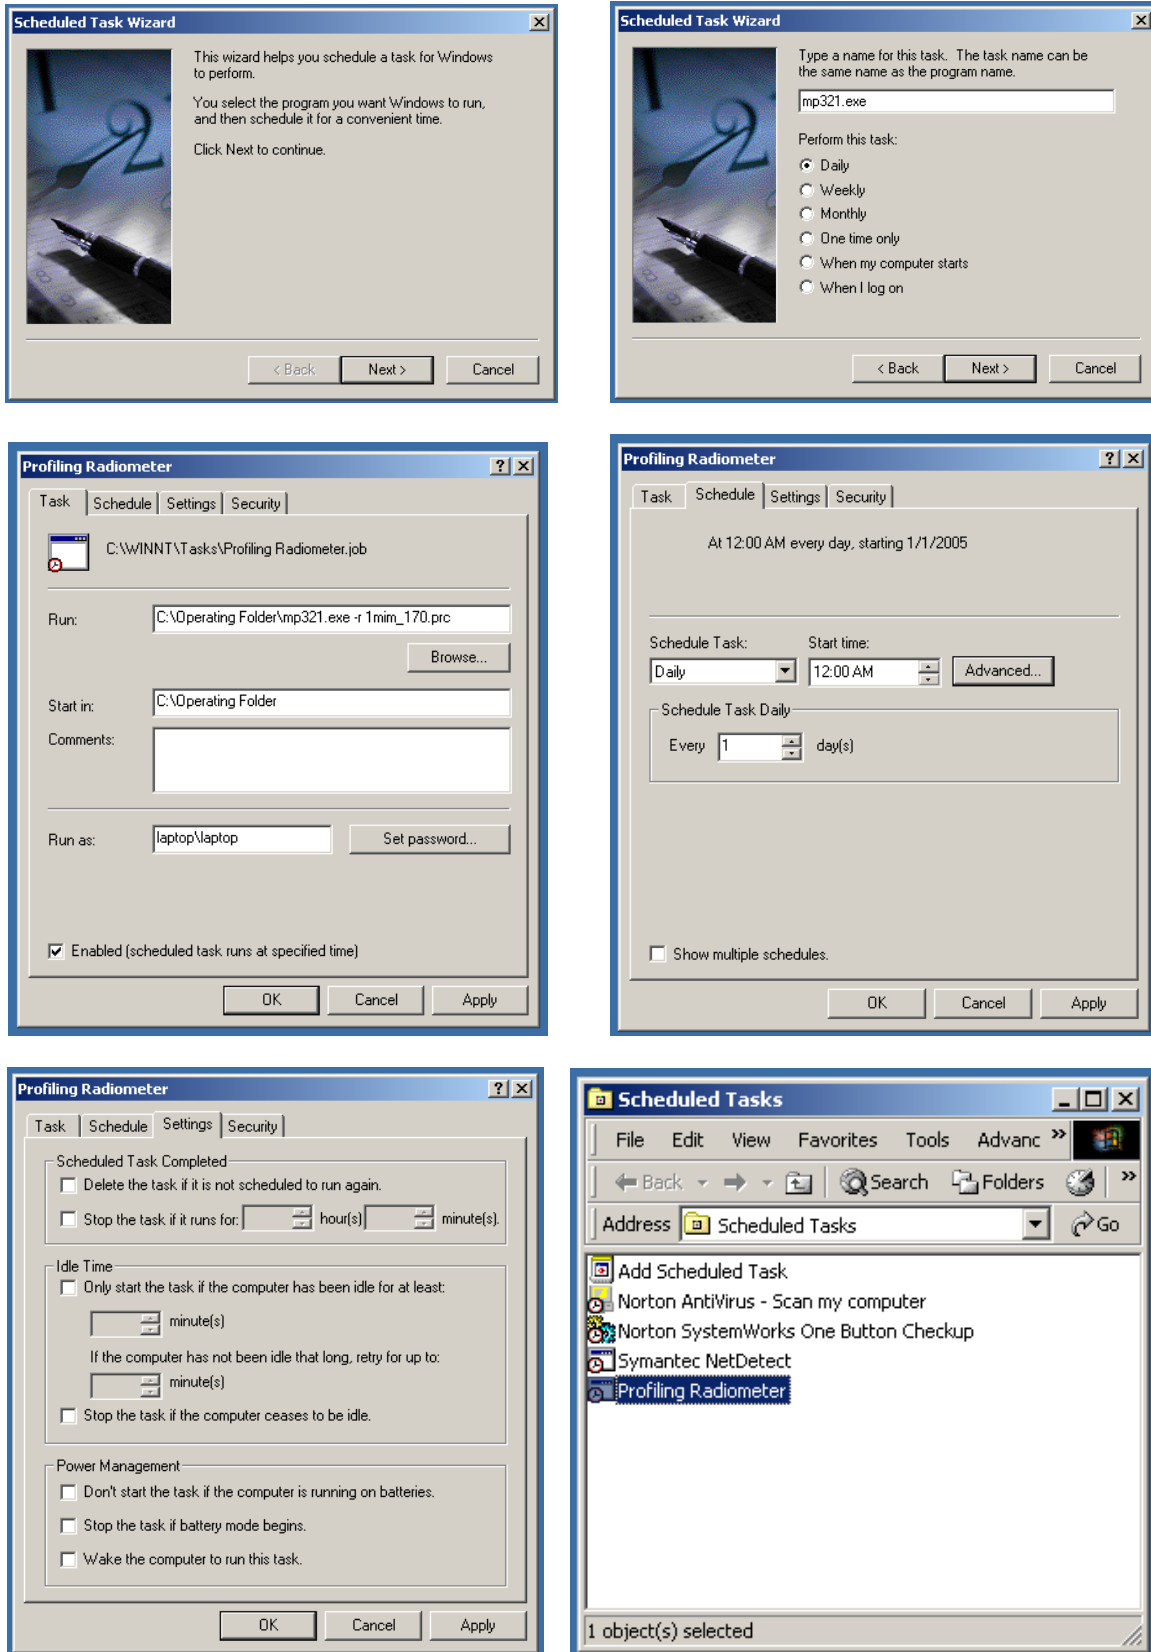 Scheduled Task Wizard
This wizard helps you schedule a task for Windows
to perform.
You select the program you want Windows to run,
and then schedule it for a convenient time.
Click Next to continue.
< Back
Next >
Cancel
Scheduled Task Wizard
Type a name for this task. The task name can be
the same name as the program name.
mp321.exe
Perform this task:
Daily
Weekly
Monthly
One time only
When my computer starts
When I log on
< Back
Next >
Cancel
Profiling Radiometer
Task Schedule Settings Security
C:\WINNT\Tasks\Profiling Radiometer.job
Run: C:\Operating Folder\mp321.exe -r 1mim_170.prc
Browse...
Start in: C:\Operating Folder
Comments:
Run as: laptop\laptop Set password...
Enabled (scheduled task runs at specified time)
OK Cancel Apply
Profiling Radiometer
Task Schedule Settings Security
At 12:00 AM every day, starting 1/1/2005
Schedule Task: Start time:
Daily 12:00 AM Advanced...
Schedule Task Daily
Every 1 day(s)
Show multiple schedules.
OK Cancel Apply
Profiling Radiometer
Task Schedule Settings Security
Scheduled Task Completed
Delete the task if it is not scheduled to run again.
Stop the task if it runs for: hour(s) minute(s).
Idle Time
Only start the task if the computer has been idle for at least:
minute(s)
If the computer has not been idle that long, retry for up to:
minute(s)
Stop the task if the computer ceases to be idle.
Power Management
Don't start the task if the computer is running on batteries.
Stop the task if battery mode begins.
Wake the computer to run this task.
OK Cancel Apply
Scheduled Tasks
File Edit View Favorites Tools Advanc »
Back Search Folders »
Address Scheduled Tasks Go
Add Scheduled Task
Norton AntiVirus - Scan my computer
Norton SystemWorks One Button Checkup
Symantec NetDetect
Profiling Radiometer
1 object(s) selected